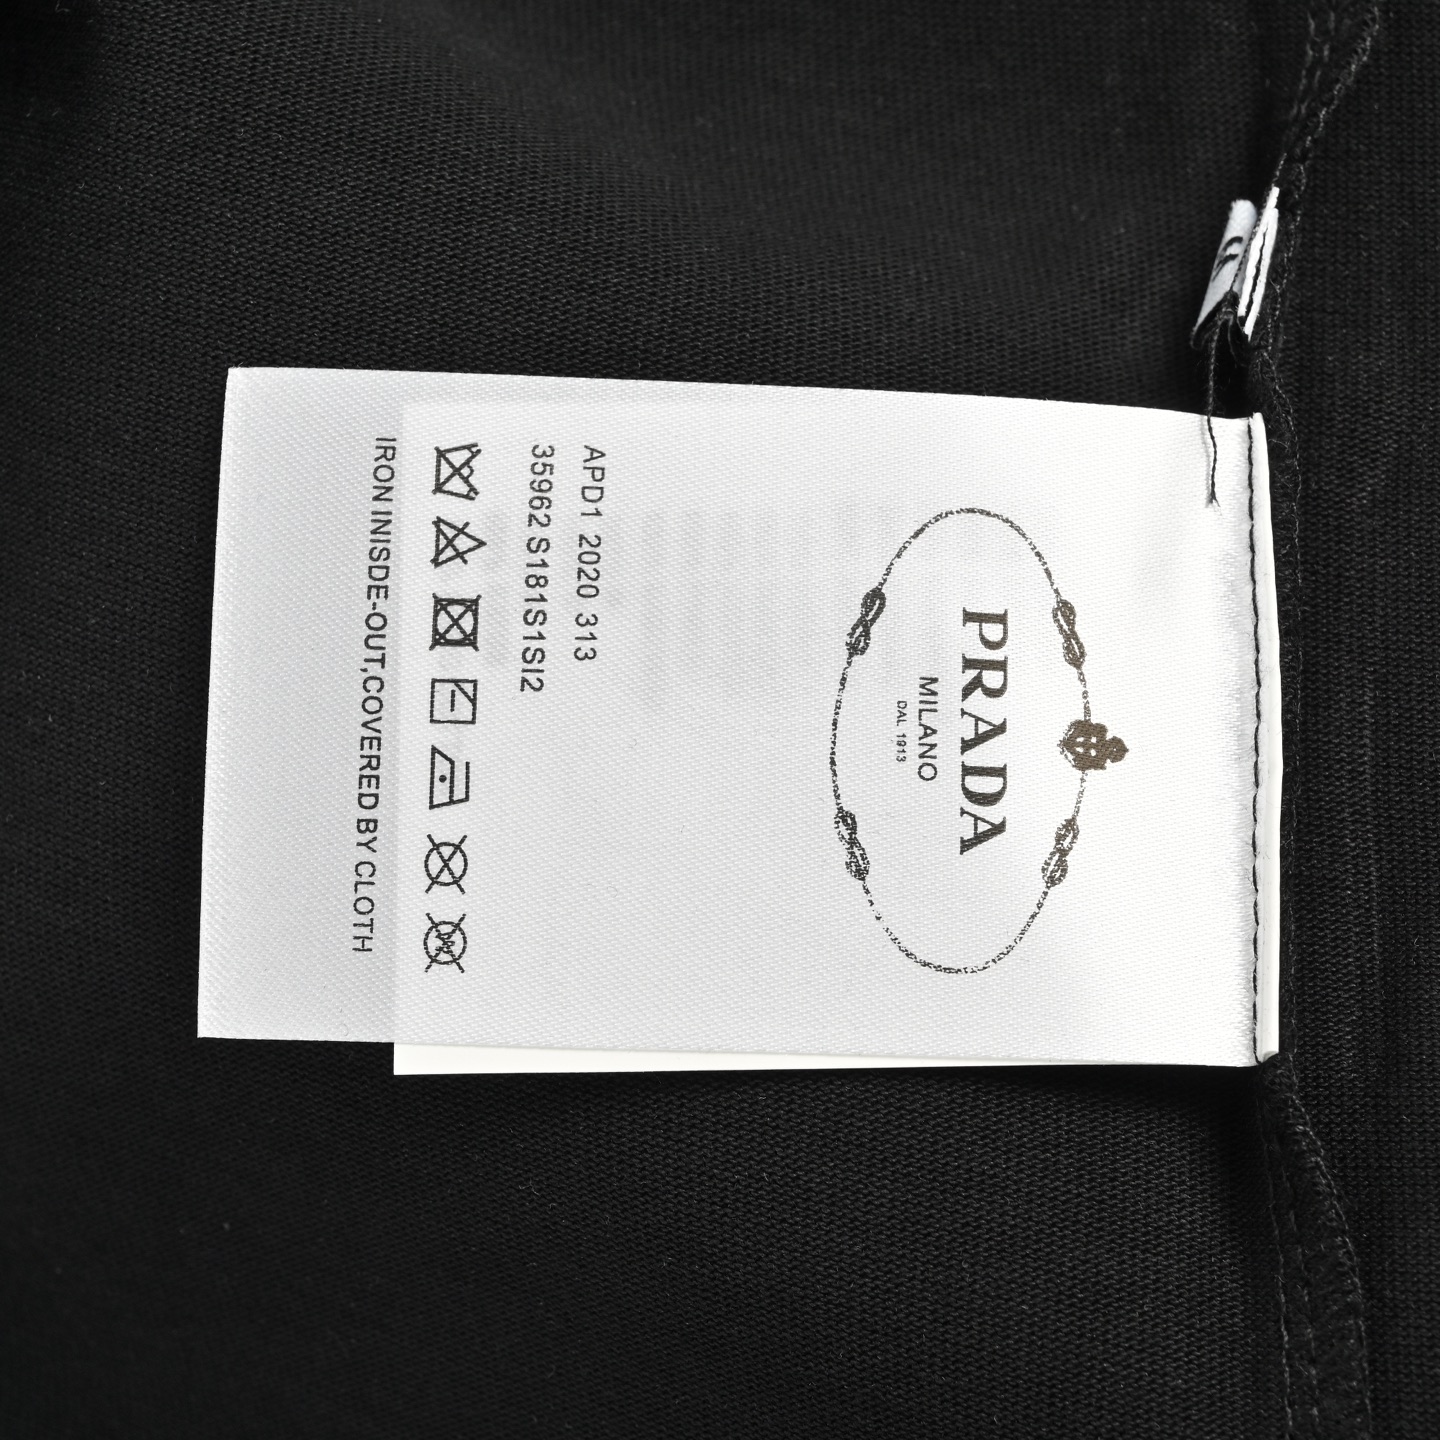 PRADA
MILANO
DAL 1913
APD1 2020 313
35962 S181S1SI2
IRON INISDE-OUT,COVERED BY CLOTH